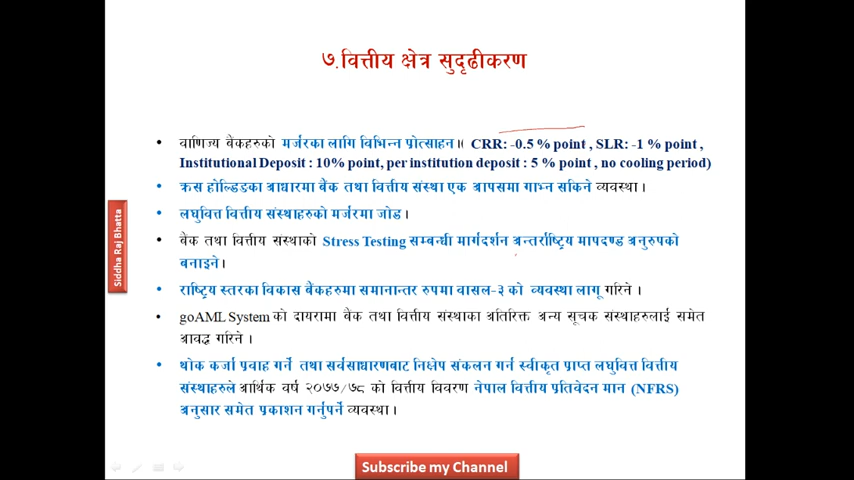 ७.वित्तीय क्षेत्र सुदृढीकरण
• वाणिज्य बैंकहरुको मर्जरका लागि विभिन्न प्रोत्साहन॥ CRR: -0.5 % point , SLR: -1 % point ,
Institutional Deposit : 10% point, per institution deposit : 5 % point , no cooling period)
• क्रस होल्डिङका आधारमा बैंक तथा वित्तीय संस्था एक आपसमा गाभ्न सकिने व्यवस्था ।
• लघुवित्त वित्तीय संस्थाहरुको मर्जरमा जोड ।
• बैंक तथा वित्तीय संस्थाको Stress Testing सम्बन्धी मार्गदर्शन अन्तर्राष्ट्रिय मापदण्ड अनुरुपको
बनाइने ।
• राष्ट्रिय स्तरका विकास बैंकहरुमा समानान्तर रुपमा वासल-३ को व्यवस्था लागू गरिने ।
• goAML System को दायरामा बैंक तथा वित्तीय संस्थाका अतिरिक्त अन्य सूचक संस्थाहरुलाई समेत
आवद्ध गरिने ।
• थोक कर्जा प्रवाह गर्ने तथा सर्वसाधारणबाट निक्षेप संकलन गर्न स्वीकृत प्राप्त लघुवित्त वित्तीय
संस्थाहरुले आर्थिक वर्ष २०७७/७८ को वित्तीय विवरण नेपाल वित्तीय प्रतिवेदन मान (NFRS)
अनुसार समेत प्रकाशन गर्नुपर्ने व्यवस्था ।
Siddha Raj Bhatta
Subscribe my Channel